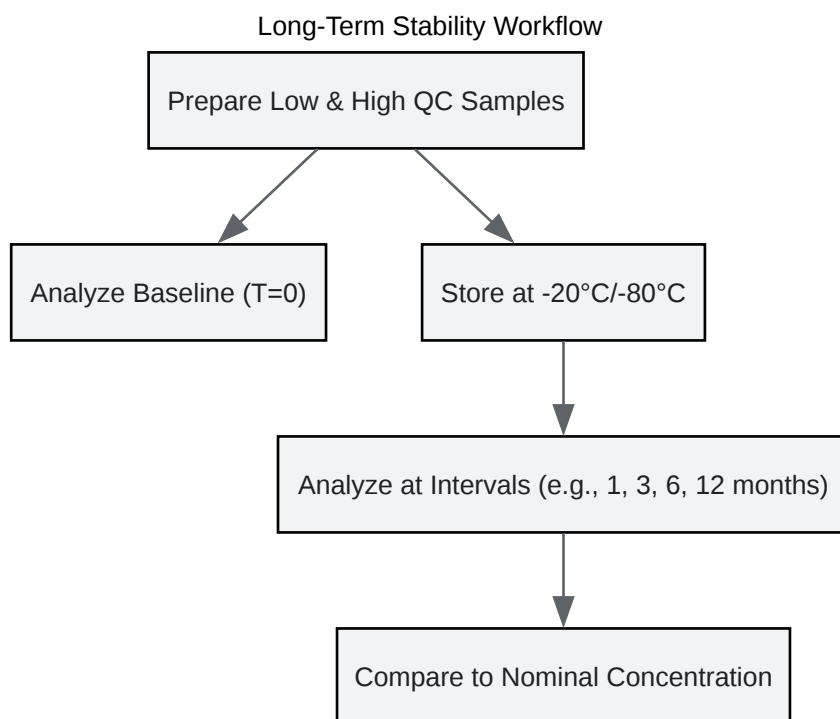 Long-Term Stability Workflow
Prepare Low & High QC Samples
Analyze Baseline (T=0)
Store at -20°C/-80°C
Analyze at Intervals (e.g., 1, 3, 6, 12 months)
Compare to Nominal Concentration